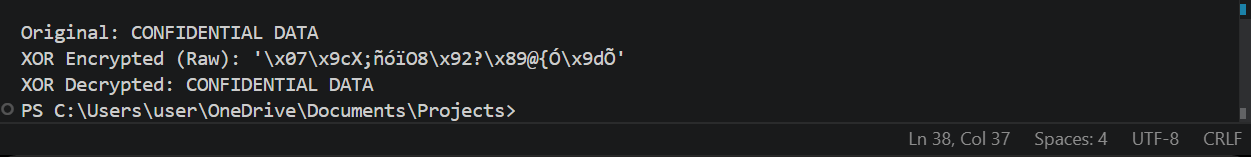 Original: CONFIDENTIAL DATA
XOR Encrypted (Raw): '\x07\x9cX;ñóïO8\x92?\x89@{Ó\x9dÕ'
XOR Decrypted: CONFIDENTIAL DATA
PS C:\Users\user\OneDrive\Documents\Projects>
Ln 38, Col 37 Spaces: 4 UTF-8 CRLF